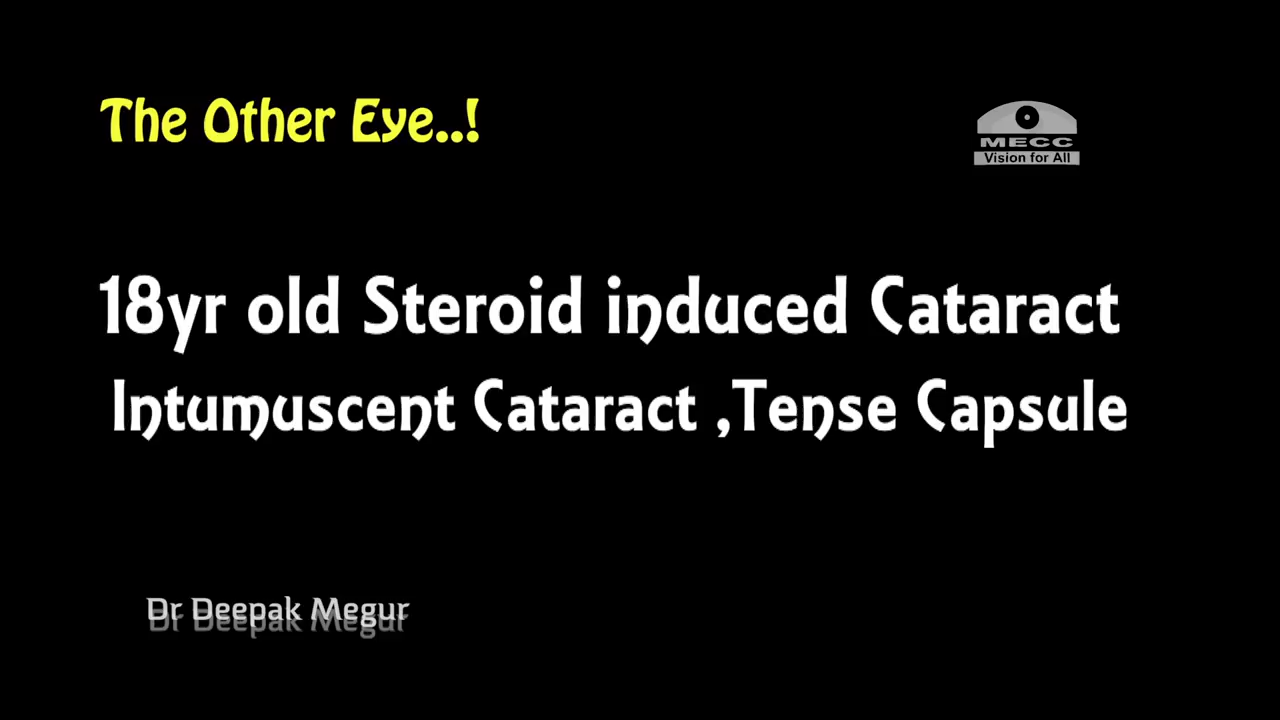 The Other Eye..!
MECC
Vision for All
18yr old Steroid induced Cataract
Intumuscent Cataract ,Tense Capsule
Dr Deepak Megur